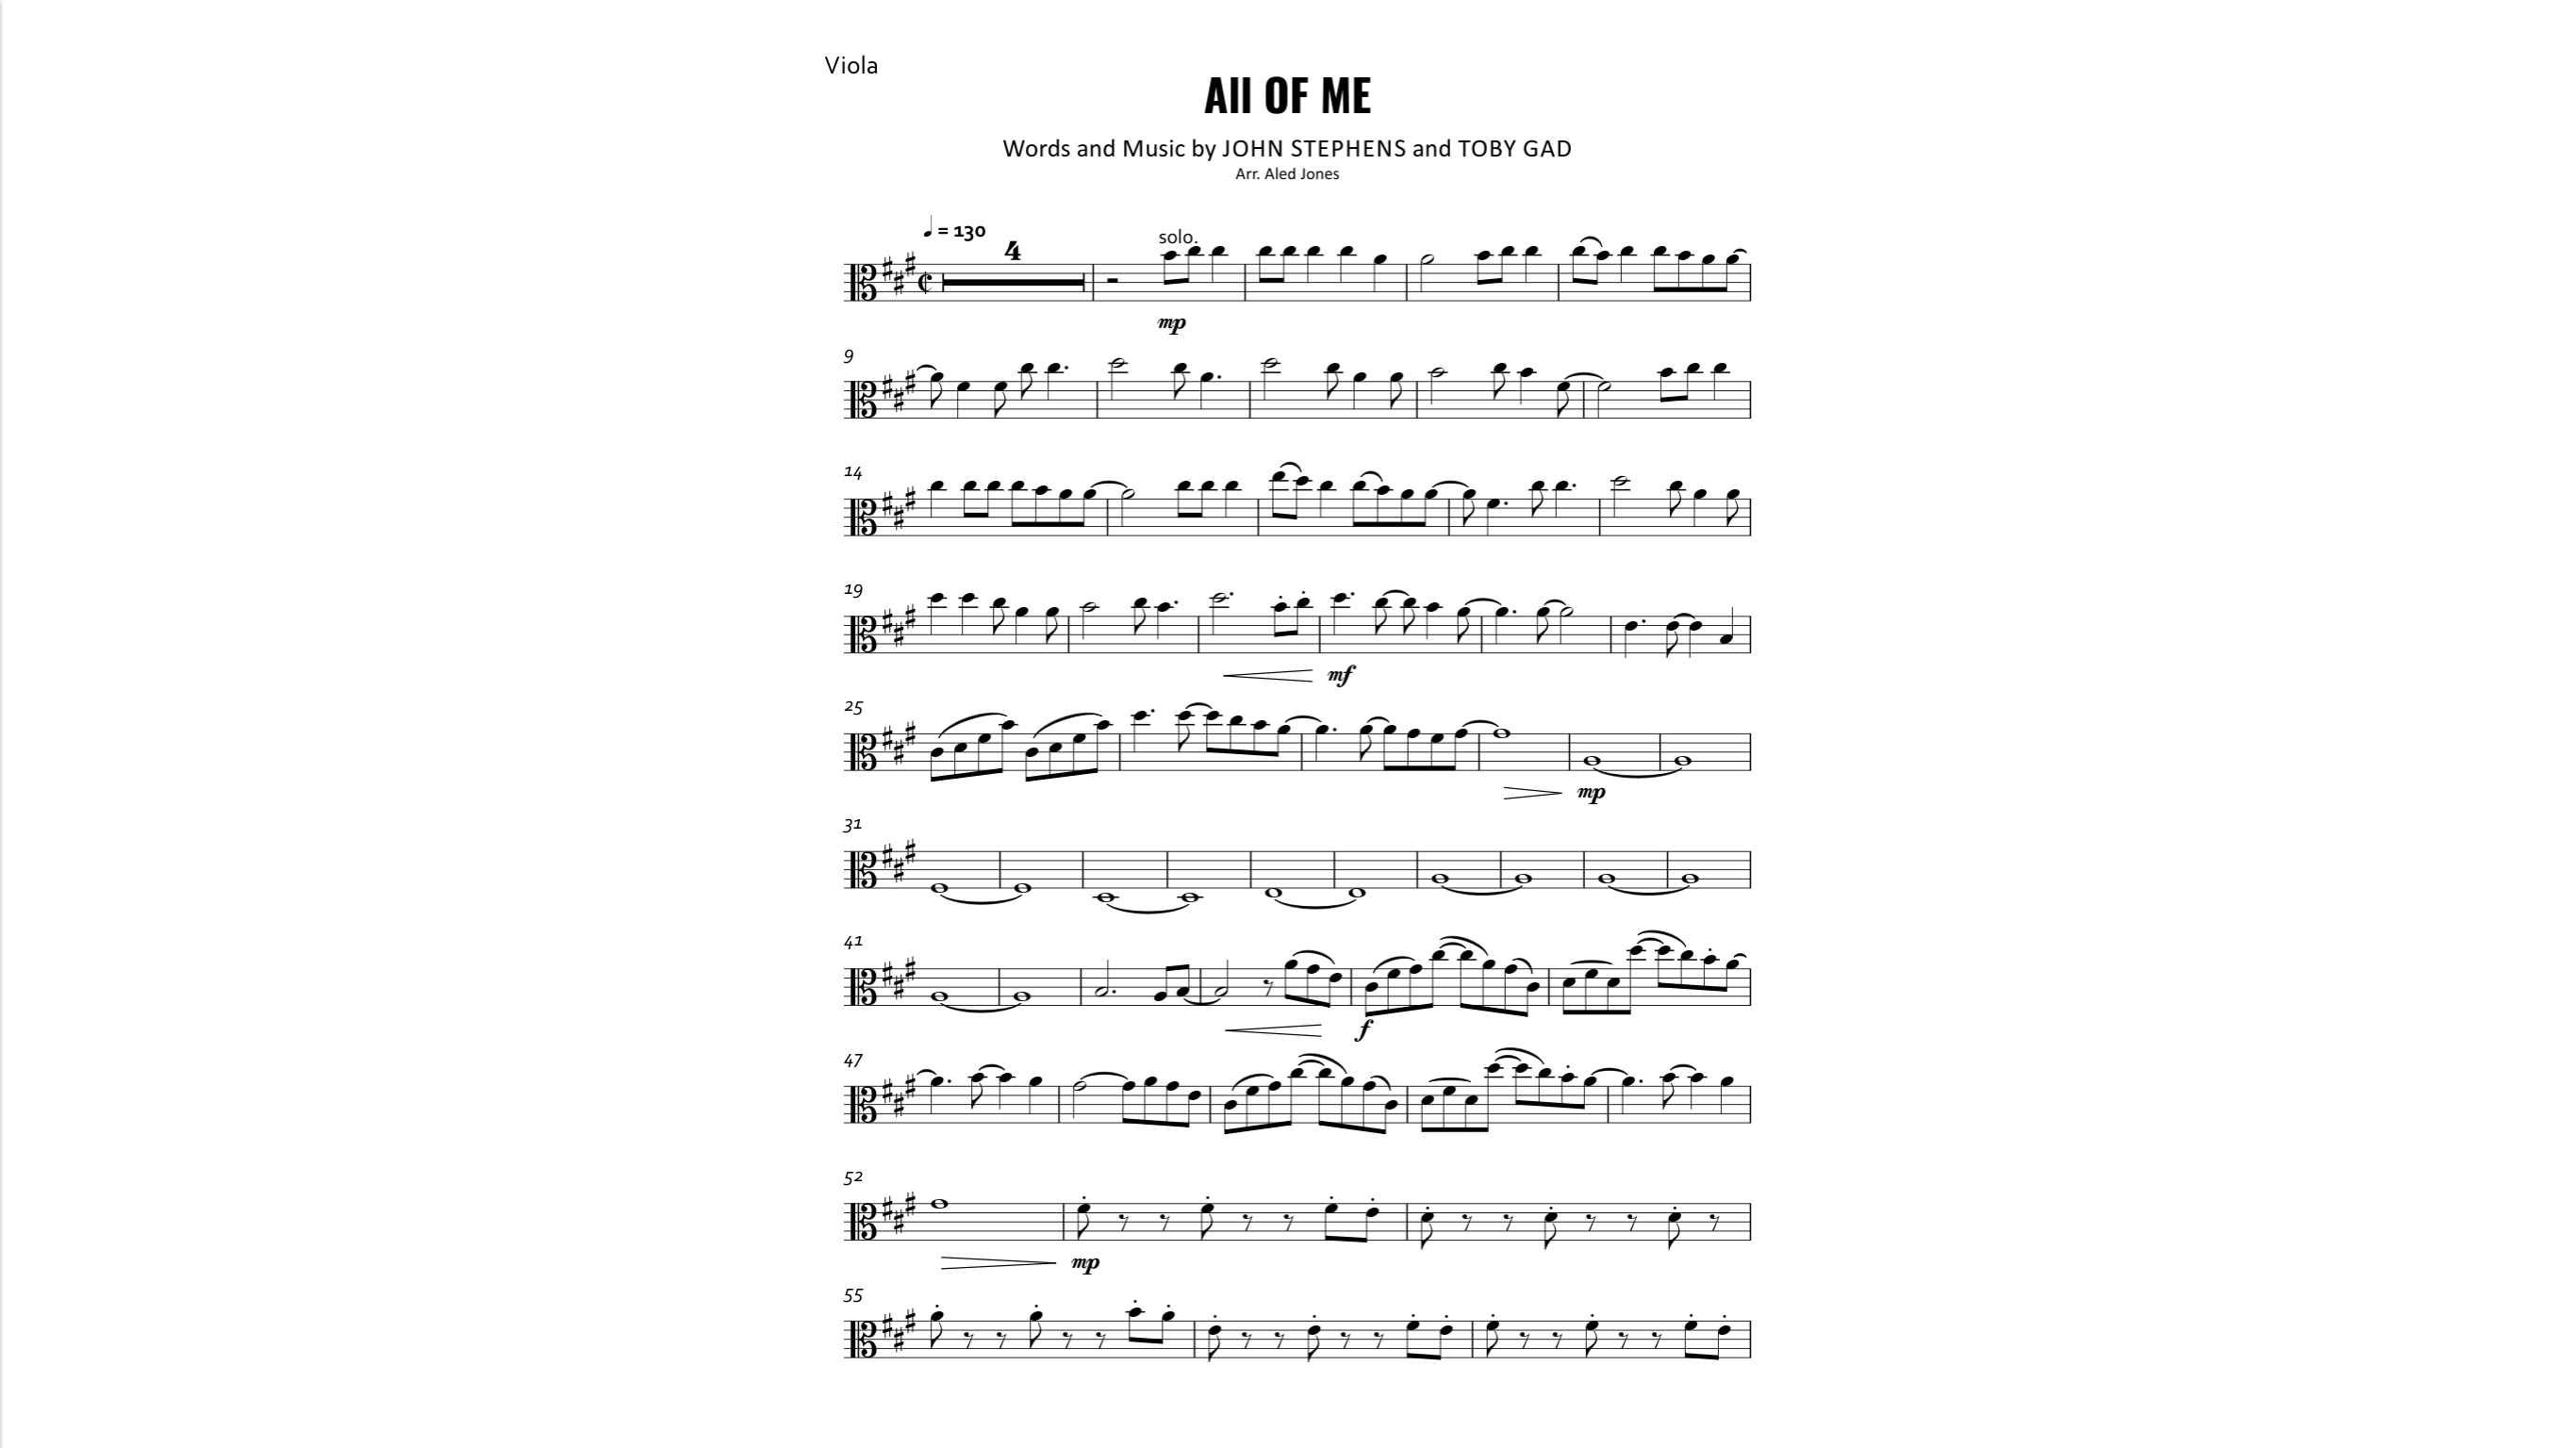 Viola
All OF ME
Words and Music by JOHN STEPHENS and TOBY GAD
Arr. Aled Jones
= 130
4
solo.
mp
9
14
19
mf
25
mp
31
41
f
47
52
mp
55